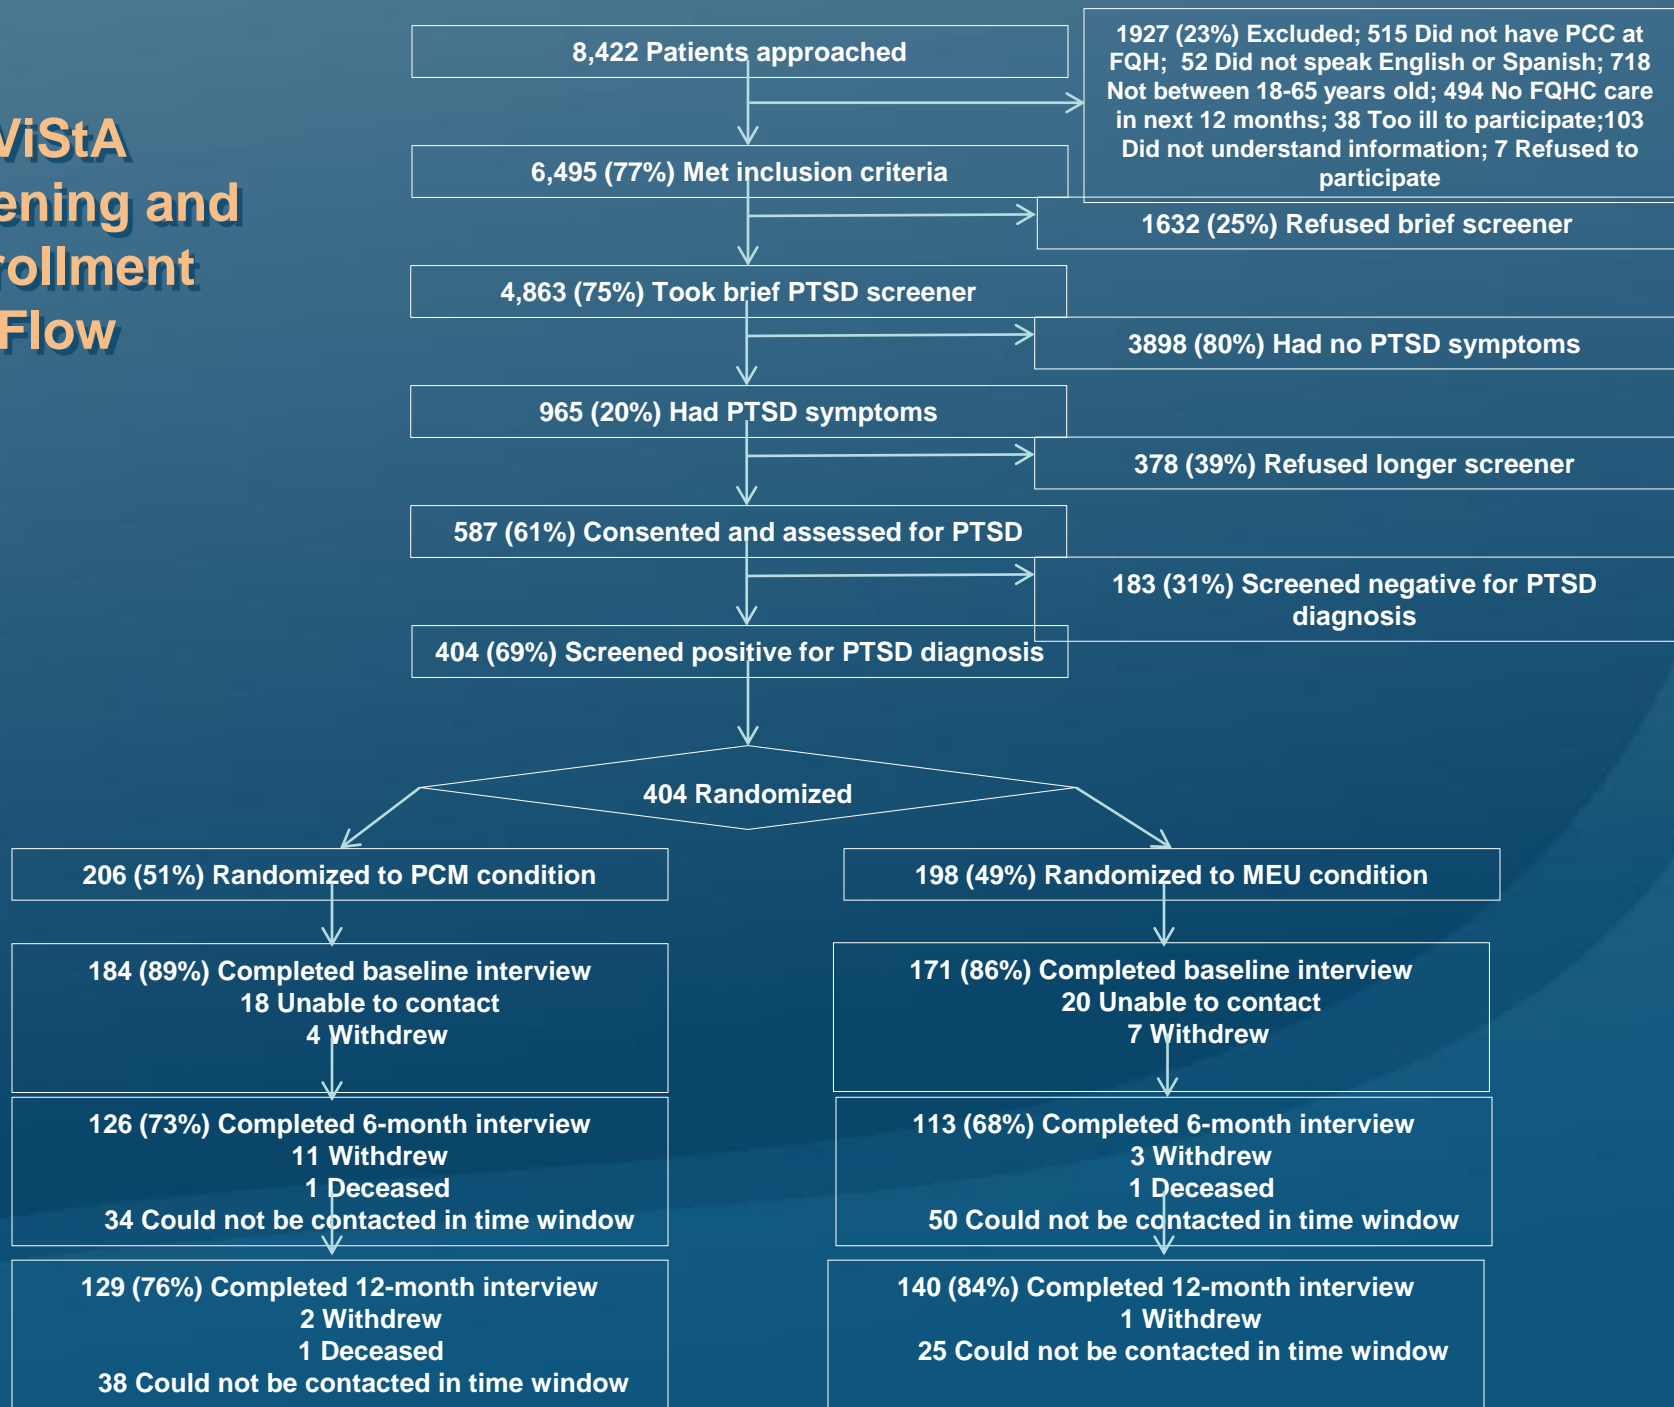 ViStA
ening and
rollment
Flow
8,422 Patients approached
1927 (23%) Excluded; 515 Did not have PCC at
FQH;  52 Did not speak English or Spanish; 718
Not between 18-65 years old; 494 No FQHC care
in next 12 months; 38 Too ill to participate;103
Did not understand information; 7 Refused to
participate
6,495 (77%) Met inclusion criteria
1632 (25%) Refused brief screener
4,863 (75%) Took brief PTSD screener
3898 (80%) Had no PTSD symptoms
965 (20%) Had PTSD symptoms
378 (39%) Refused longer screener
587 (61%) Consented and assessed for PTSD
183 (31%) Screened negative for PTSD
diagnosis
404 (69%) Screened positive for PTSD diagnosis
404 Randomized
206 (51%) Randomized to PCM condition
198 (49%) Randomized to MEU condition
184 (89%) Completed baseline interview
18 Unable to contact
4 Withdrew
171 (86%) Completed baseline interview
20 Unable to contact
7 Withdrew
126 (73%) Completed 6-month interview
11 Withdrew
1 Deceased
34 Could not be contacted in time window
113 (68%) Completed 6-month interview
3 Withdrew
1 Deceased
50 Could not be contacted in time window
129 (76%) Completed 12-month interview
2 Withdrew
1 Deceased
38 Could not be contacted in time window
140 (84%) Completed 12-month interview
1 Withdrew
25 Could not be contacted in time window